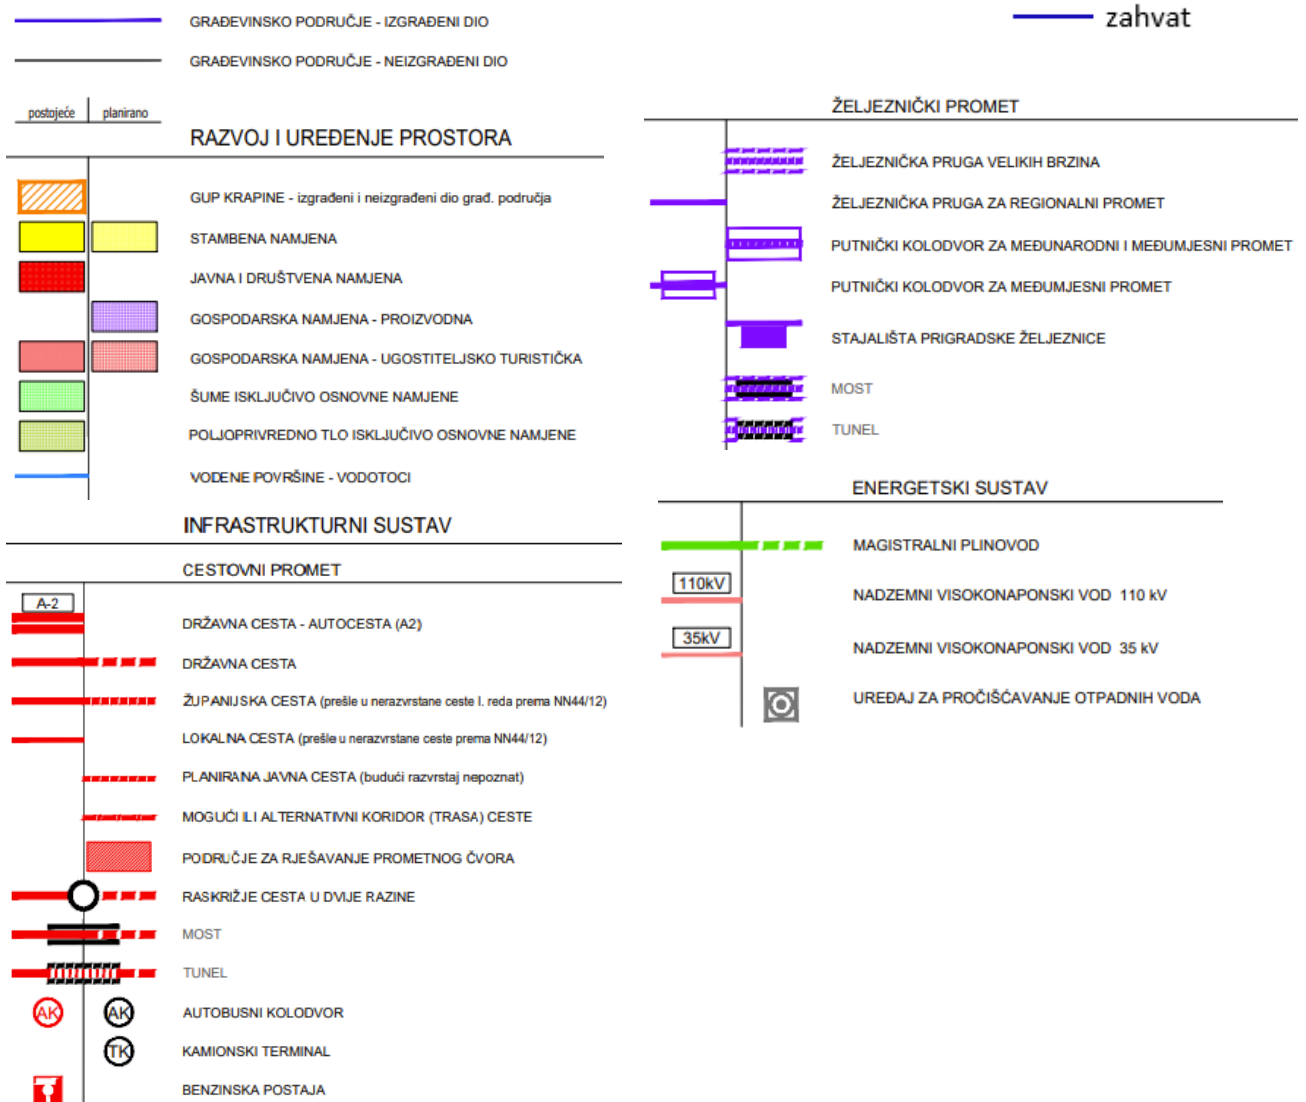 GRAĐEVINSKO PODRUČJE - IZGRAĐENI DIO
GRAĐEVINSKO PODRUČJE - NEIZGRAĐENI DIO
postojeće planirano
RAZVOJ I UREĐENJE PROSTORA
GUP KRAPINE - izgrađeni i neizgrađeni dio građ. područja
STAMBENA NAMJENA
JAVNA I DRUŠTVENA NAMJENA
GOSPODARSKA NAMJENA - PROIZVODNA
GOSPODARSKA NAMJENA - UGOSTITELJSKO TURISTIČKA
ŠUME ISKLJUČIVO OSNOVNE NAMJENE
POLJOPRIVREDNO TLO ISKLJUČIVO OSNOVNE NAMJENE
VODENE POVRŠINE - VODOTOCI
INFRASTRUKTURNI SUSTAV
CESTOVNI PROMET
A-2
DRŽAVNA CESTA - AUTOCESTA (A2)
DRŽAVNA CESTA
ŽUPANIJSKA CESTA (prešle u nerazvrstane ceste I. reda prema NN44/12)
LOKALNA CESTA (prešle u nerazvrstane ceste prema NN44/12)
PLANIRANA JAVNA CESTA (budući razvrstaj nepoznat)
MOGUĆI ILI ALTERNATIVNI KORIDOR (TRASA) CESTE
PODRUČJE ZA RJEŠAVANJE PROMETNOG ČVORA
RASKRIŽJE CESTA U DVIJE RAZINE
MOST
TUNEL
AK AK AUTOBUSNI KOLODVOR
TK KAMIONSKI TERMINAL
BENZINSKA POSTAJA
zahvat
ŽELJEZNIČKI PROMET
ŽELJEZNIČKA PRUGA VELIKIH BRZINA
ŽELJEZNIČKA PRUGA ZA REGIONALNI PROMET
PUTNIČKI KOLODVOR ZA MEĐUNARODNI I MEĐUMJESNI PROMET
PUTNIČKI KOLODVOR ZA MEĐUMJESNI PROMET
STAJALIŠTA PRIGRADSKE ŽELJEZNICE
MOST
TUNEL
ENERGETSKI SUSTAV
MAGISTRALNI PLINOVOD
110kV
NADZEMNI VISOKONAPONSKI VOD 110 kV
35kV
NADZEMNI VISOKONAPONSKI VOD 35 kV
UREĐAJ ZA PROČIŠĆAVANJE OTPADNIH VODA